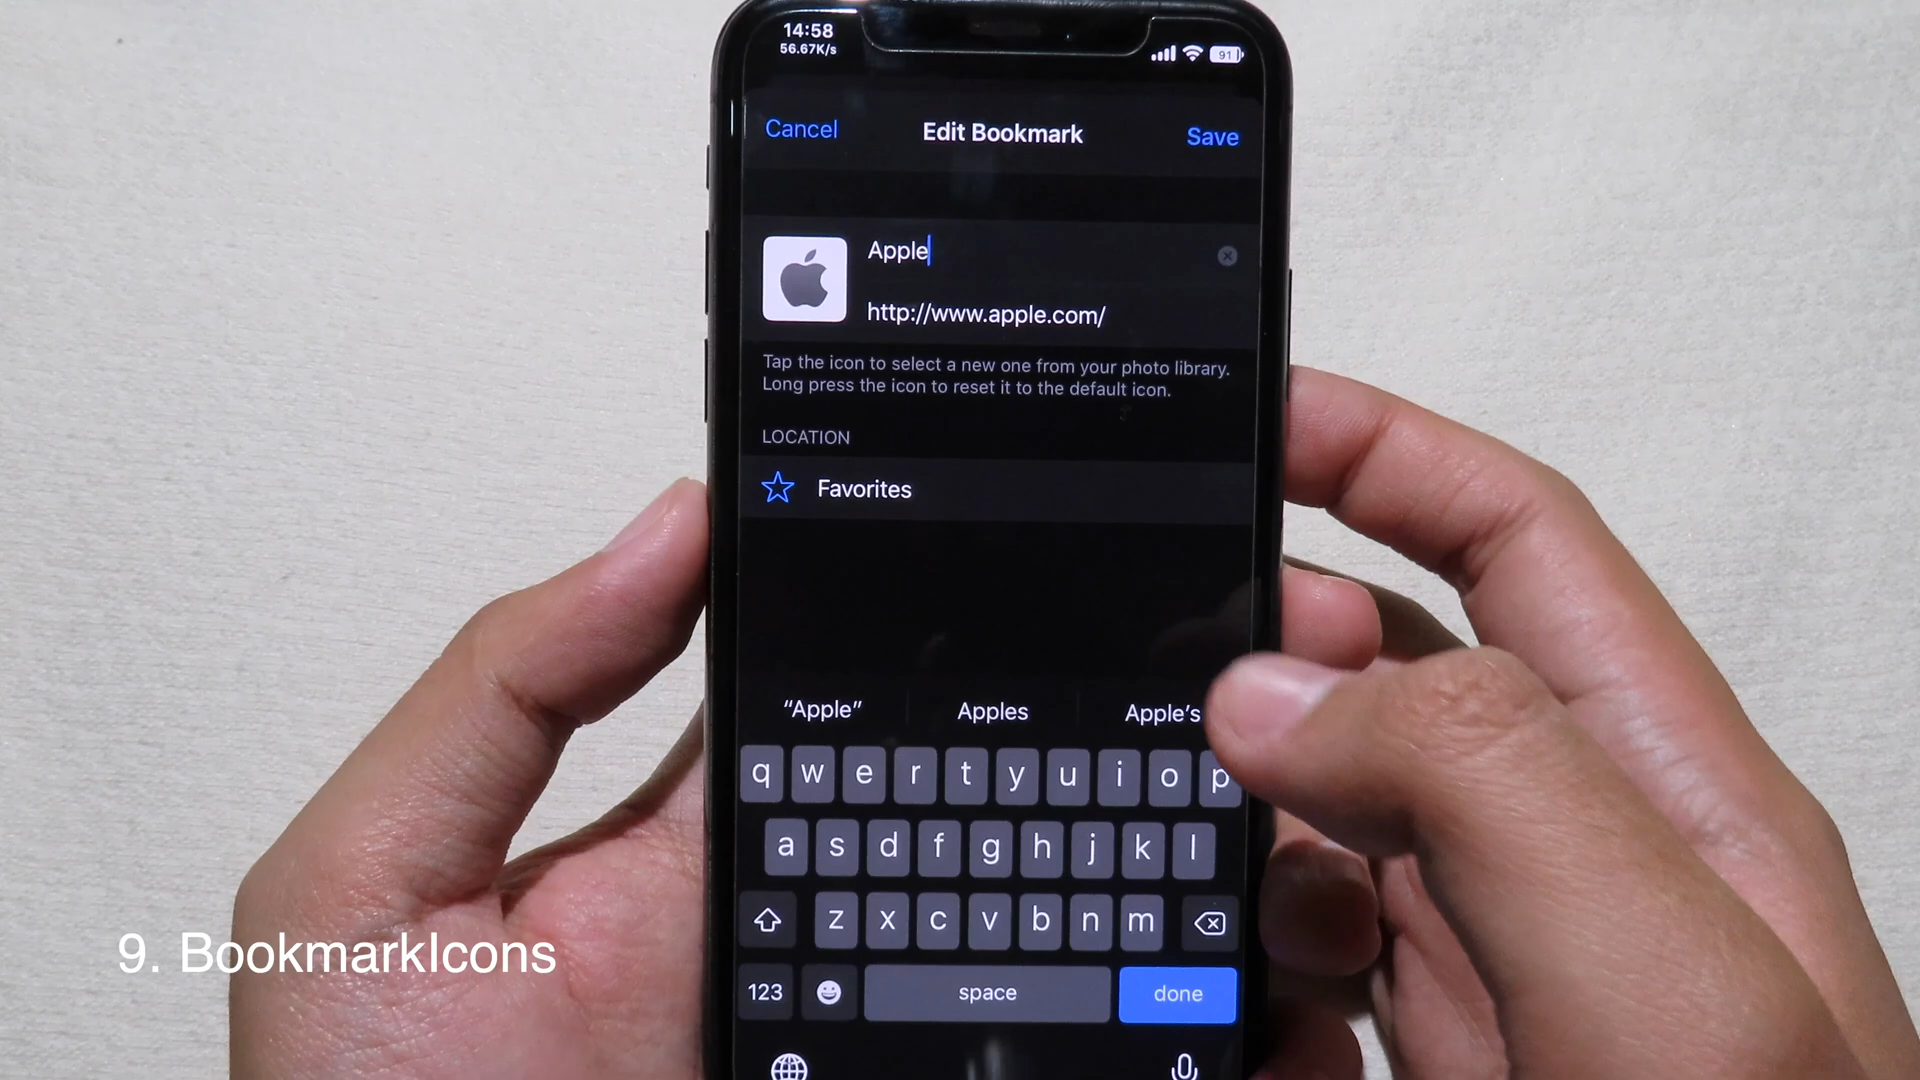 14:58
56.67K/s
91
Cancel
Edit Bookmark
Save
Apple
http://www.apple.com/
Tap the icon to select a new one from your photo library.
Long press the icon to reset it to the default icon.
LOCATION
Favorites
“Apple”
Apples
Apple’s
q w e r t y u i o p
a s d f g h j k l
z x c v b n m
123
space
done
9. BookmarkIcons